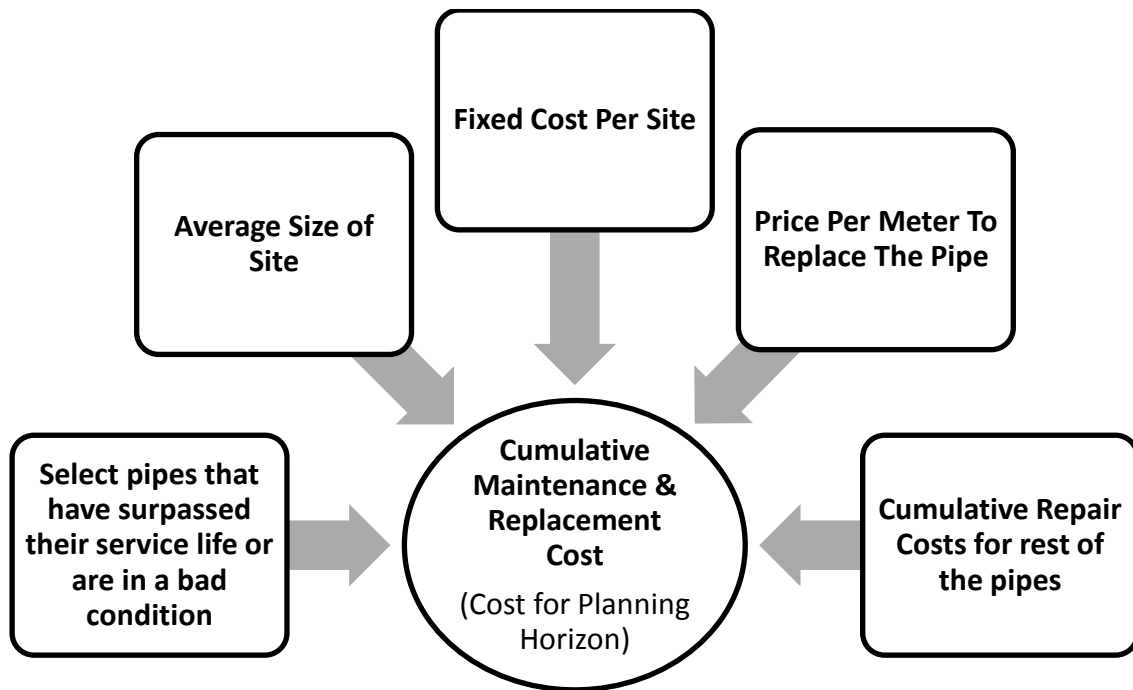 Fixed Cost Per Site
Average Size of
Site
Price Per Meter To
Replace The Pipe
Select pipes that
have surpassed
their service life or
are in a bad
condition
Cumulative
Maintenance &
Replacement
Cost
(Cost for Planning
Horizon)
Cumulative Repair
Costs for rest of
the pipes